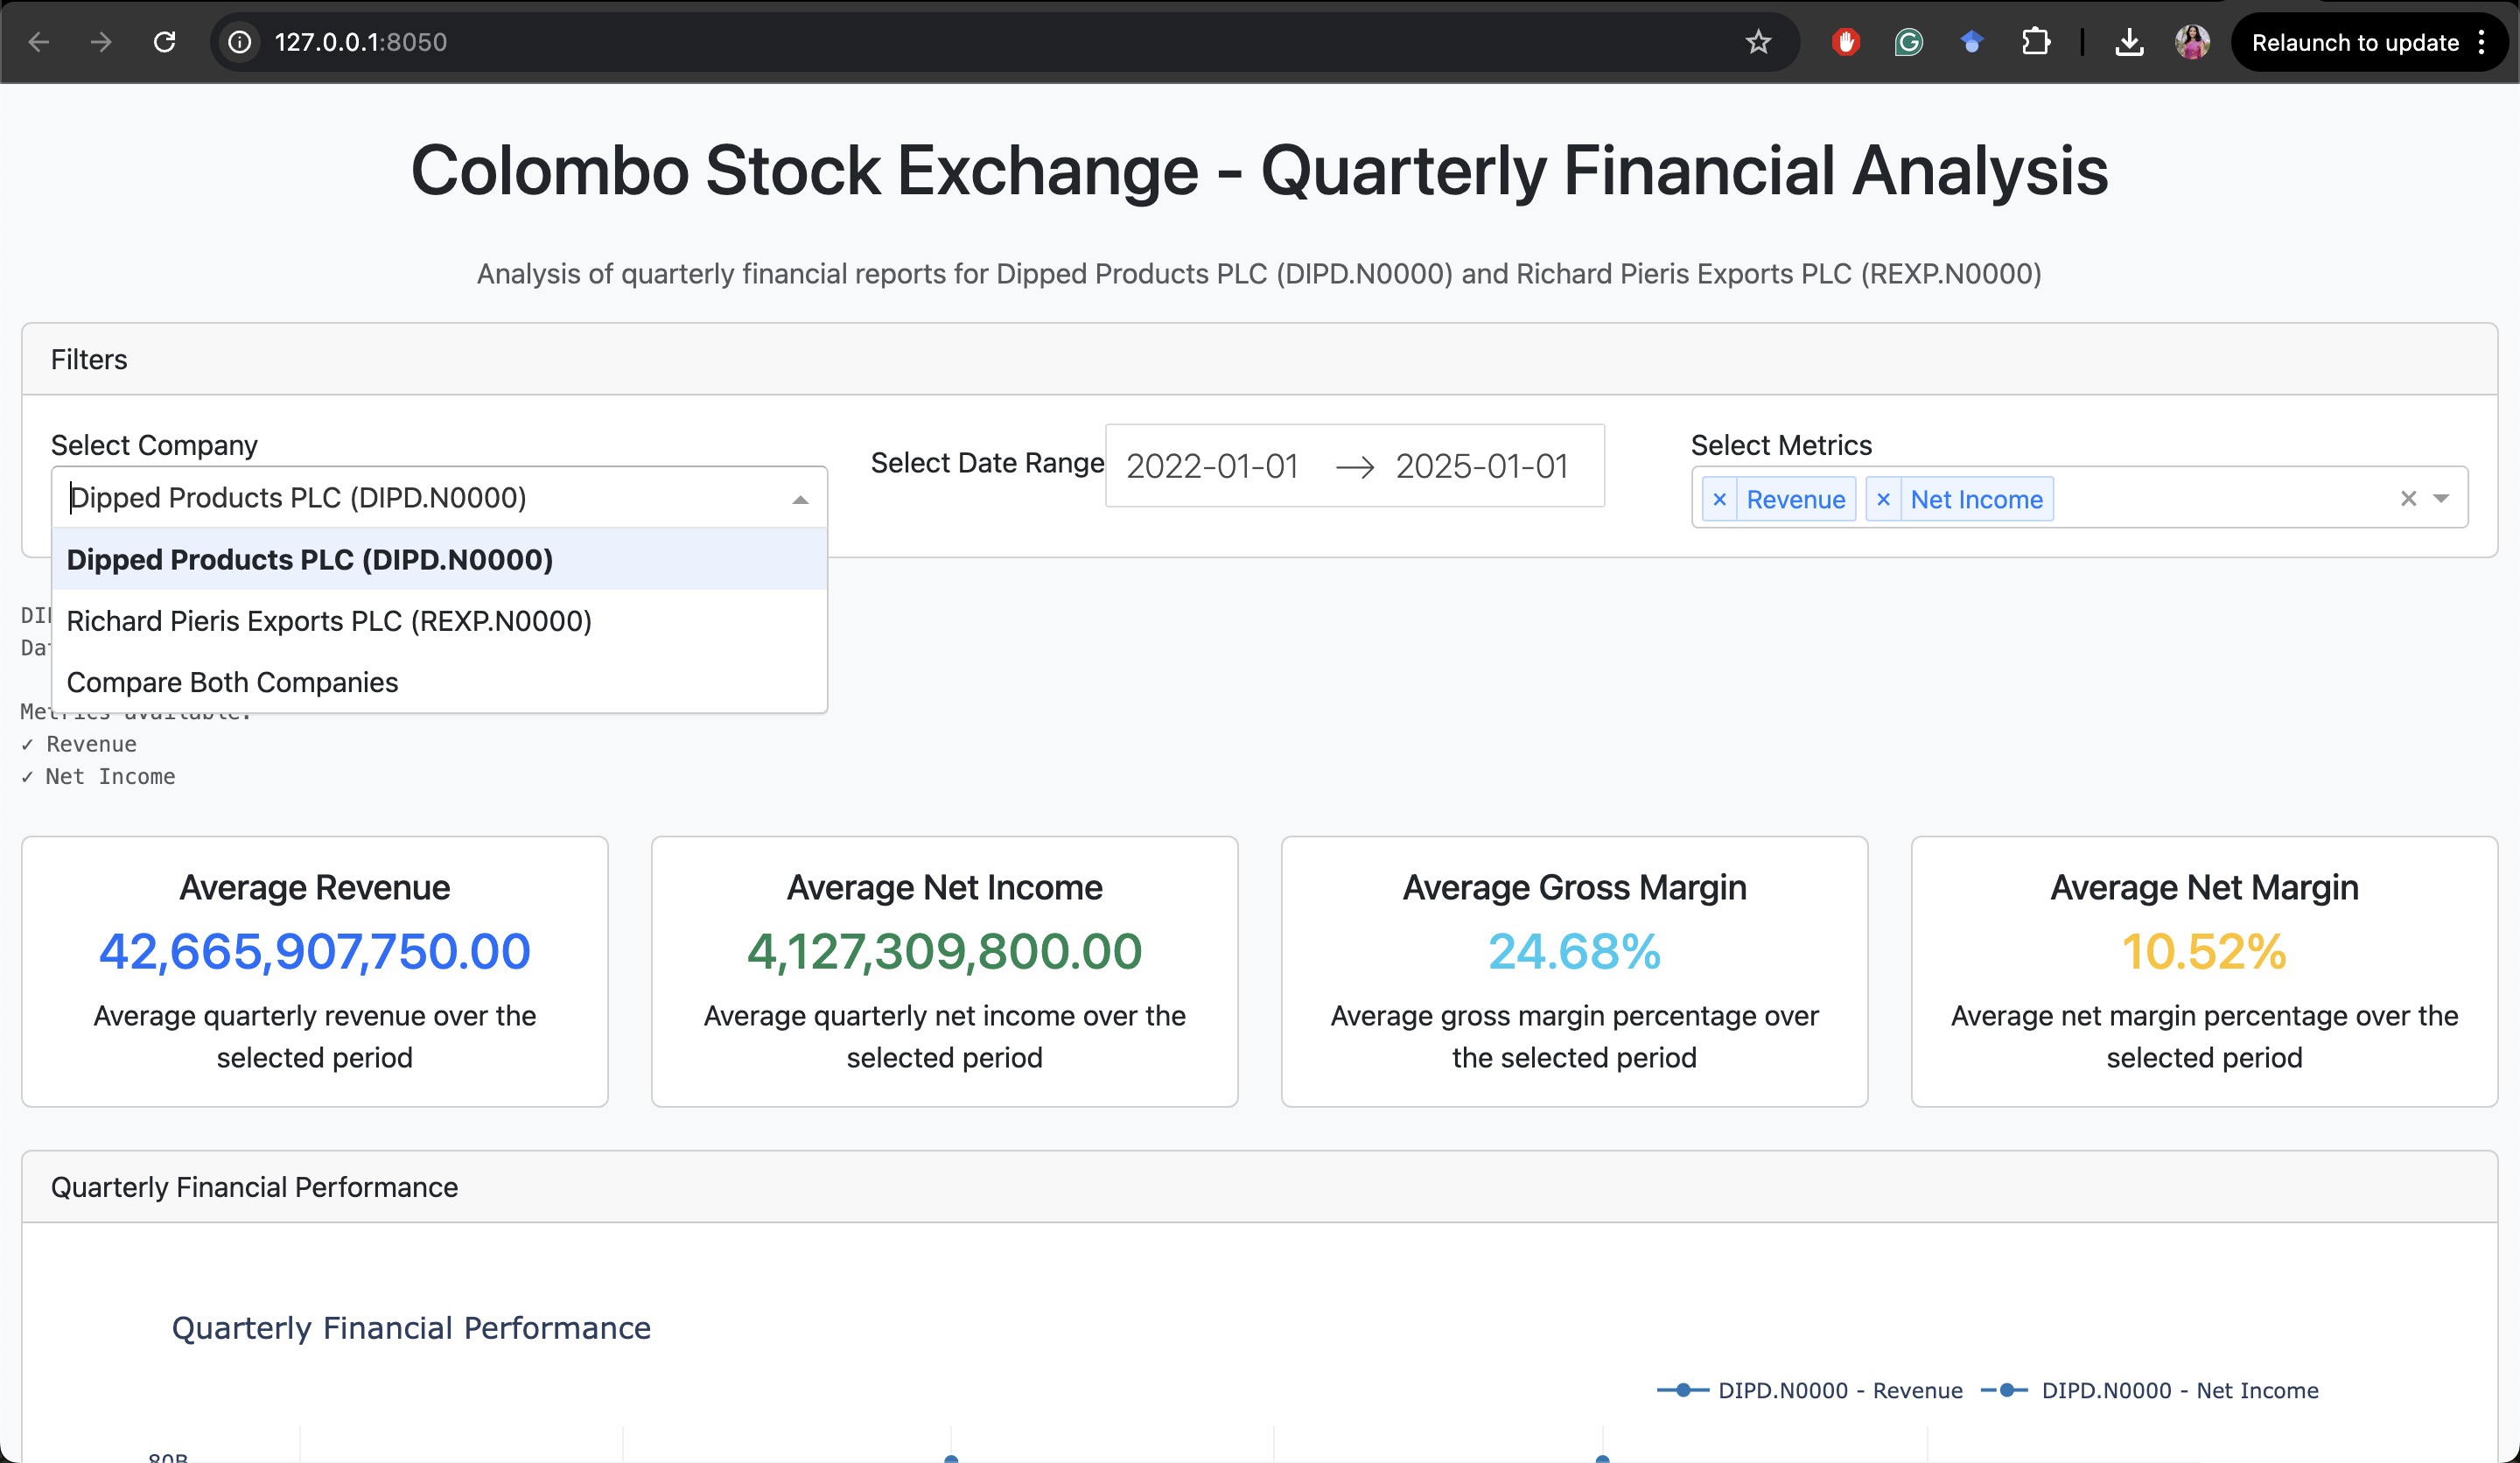 127.0.0.1:8050
Relaunch to update
Colombo Stock Exchange - Quarterly Financial Analysis
Analysis of quarterly financial reports for Dipped Products PLC (DIPD.N0000) and Richard Pieris Exports PLC (REXP.N0000)
Filters
Select Company
Dipped Products PLC (DIPD.N0000)
Dipped Products PLC (DIPD.N0000)
Richard Pieris Exports PLC (REXP.N0000)
Compare Both Companies
Select Date Range 2022-01-01 → 2025-01-01
Select Metrics
× Revenue × Net Income
Metrics available:
✓ Revenue
✓ Net Income
Average Revenue
42,665,907,750.00
Average quarterly revenue over the
selected period
Average Net Income
4,127,309,800.00
Average quarterly net income over the
selected period
Average Gross Margin
24.68%
Average gross margin percentage over
the selected period
Average Net Margin
10.52%
Average net margin percentage over the
selected period
Quarterly Financial Performance
Quarterly Financial Performance
DIPD.N0000 - Revenue DIPD.N0000 - Net Income
80B